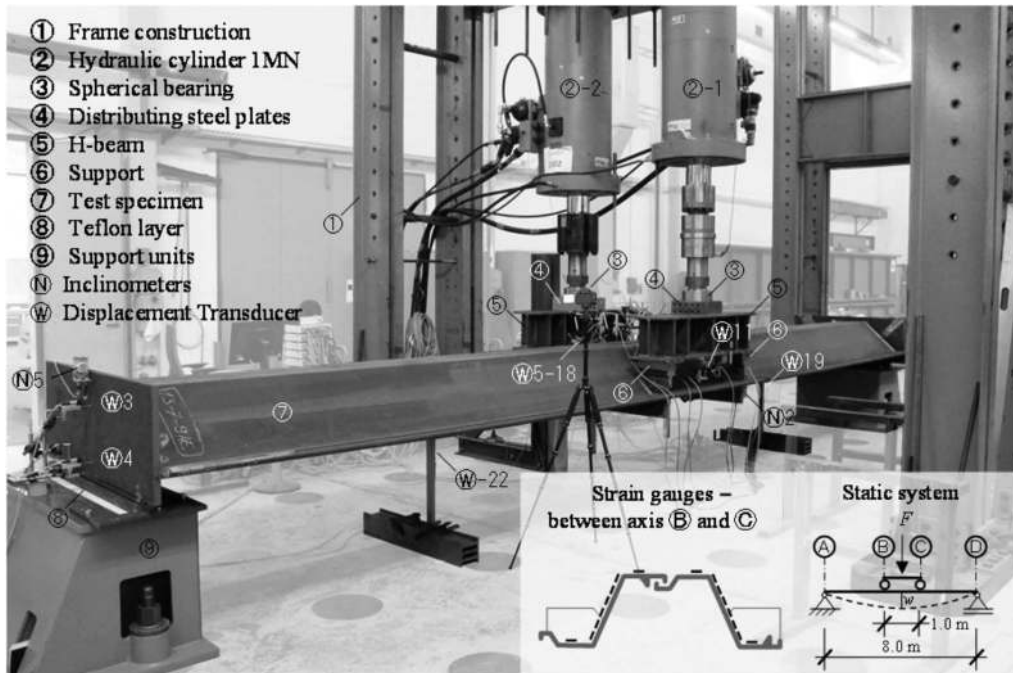 ① Frame construction
② Hydraulic cylinder 1MN
③ Spherical bearing
④ Distributing steel plates
⑤ H-beam
⑥ Support
⑦ Test specimen
⑧ Teflon layer
⑨ Support units
Ⓝ Inclinometers
Ⓦ Displacement Transducer
②-2
②-1
①
④
⑧
④
③
⑤
⑤
Ⓦ11
⑥
Ⓝ5
Ⓦ5-18
Ⓦ19
Ⓦ3
⑥
⑦
Ⓝ2
Ⓦ4
Ⓦ-22
⑧
⑨
Strain gauges –
between axis Ⓑ and Ⓒ
Static system
F
Ⓐ Ⓑ Ⓒ Ⓓ
w
1.0 m
8.0 m